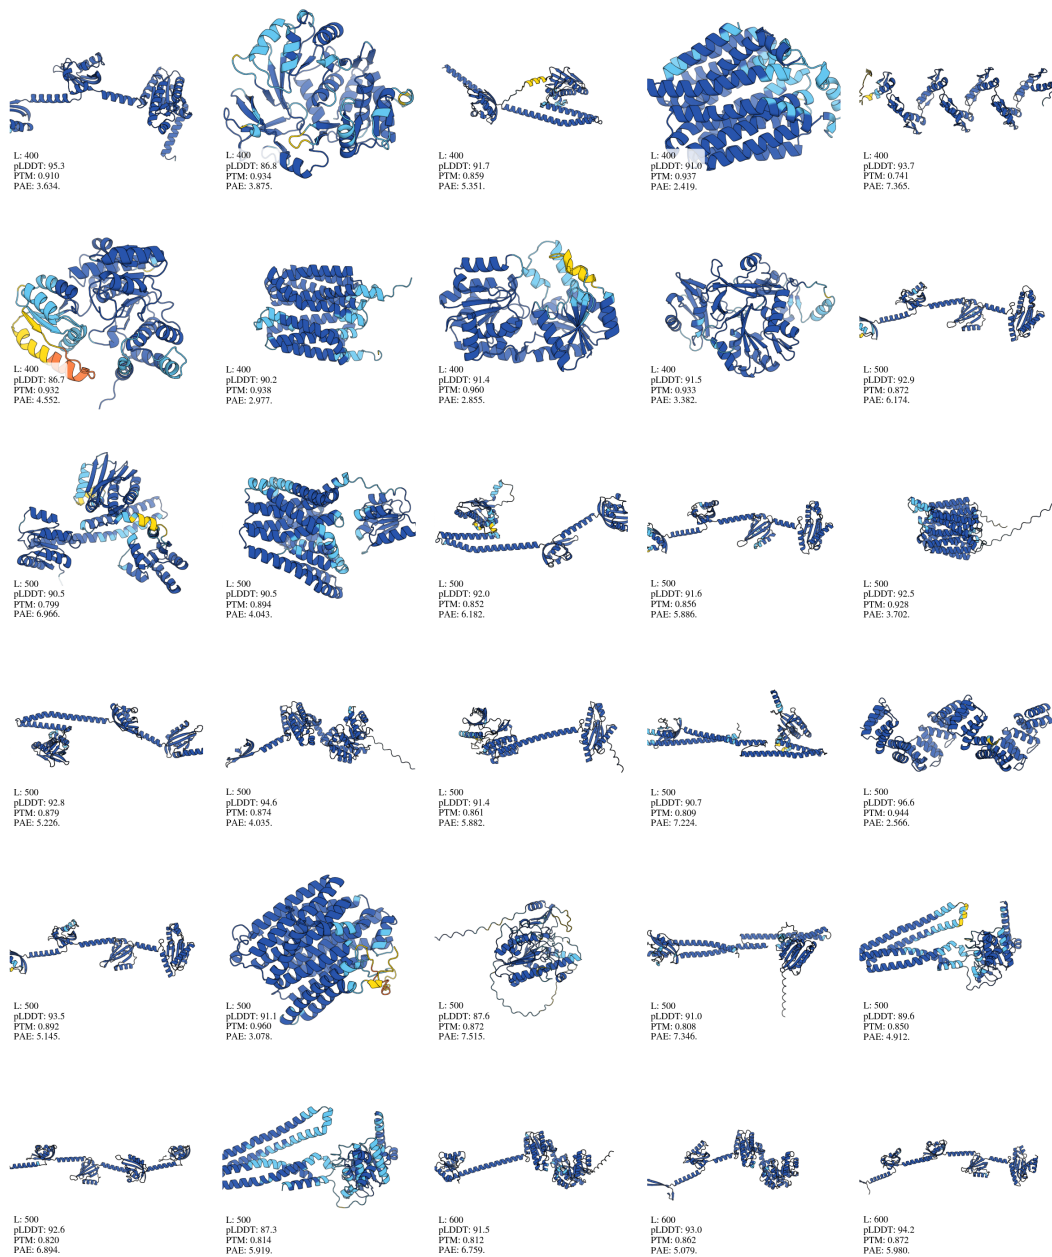 L: 400
pLDDT: 95.3
PTM: 0.910
PAE: 3.634.
L: 400
pLDDT: 86.8
PTM: 0.934
PAE: 3.875.
L: 400
pLDDT: 91.7
PTM: 0.859
PAE: 5.351.
L: 400
pLDDT: 91.0
PTM: 0.937
PAE: 2.419.
L: 400
pLDDT: 93.7
PTM: 0.741
PAE: 7.365.
L: 400
pLDDT: 86.7
PTM: 0.932
PAE: 4.552.
L: 400
pLDDT: 90.2
PTM: 0.938
PAE: 2.977.
L: 400
pLDDT: 91.4
PTM: 0.960
PAE: 2.855.
L: 400
pLDDT: 91.5
PTM: 0.933
PAE: 3.382.
L: 500
pLDDT: 92.9
PTM: 0.872
PAE: 6.174.
L: 500
pLDDT: 90.5
PTM: 0.799
PAE: 6.966.
L: 500
pLDDT: 90.5
PTM: 0.894
PAE: 4.043.
L: 500
pLDDT: 92.0
PTM: 0.852
PAE: 6.182.
L: 500
pLDDT: 91.6
PTM: 0.856
PAE: 5.886.
L: 500
pLDDT: 92.5
PTM: 0.928
PAE: 3.702.
L: 500
pLDDT: 92.8
PTM: 0.879
PAE: 5.226.
L: 500
pLDDT: 94.6
PTM: 0.874
PAE: 4.035.
L: 500
pLDDT: 91.4
PTM: 0.861
PAE: 5.882.
L: 500
pLDDT: 90.7
PTM: 0.809
PAE: 7.224.
L: 500
pLDDT: 96.6
PTM: 0.944
PAE: 2.566.
L: 500
pLDDT: 93.5
PTM: 0.892
PAE: 5.145.
L: 500
pLDDT: 91.1
PTM: 0.960
PAE: 3.078.
L: 500
pLDDT: 87.6
PTM: 0.872
PAE: 7.515.
L: 500
pLDDT: 91.0
PTM: 0.808
PAE: 7.346.
L: 500
pLDDT: 89.6
PTM: 0.850
PAE: 4.912.
L: 500
pLDDT: 92.6
PTM: 0.820
PAE: 6.894.
L: 500
pLDDT: 87.3
PTM: 0.814
PAE: 5.919.
L: 600
pLDDT: 91.5
PTM: 0.812
PAE: 6.759.
L: 600
pLDDT: 93.0
PTM: 0.862
PAE: 5.079.
L: 600
pLDDT: 94.2
PTM: 0.872
PAE: 5.980.